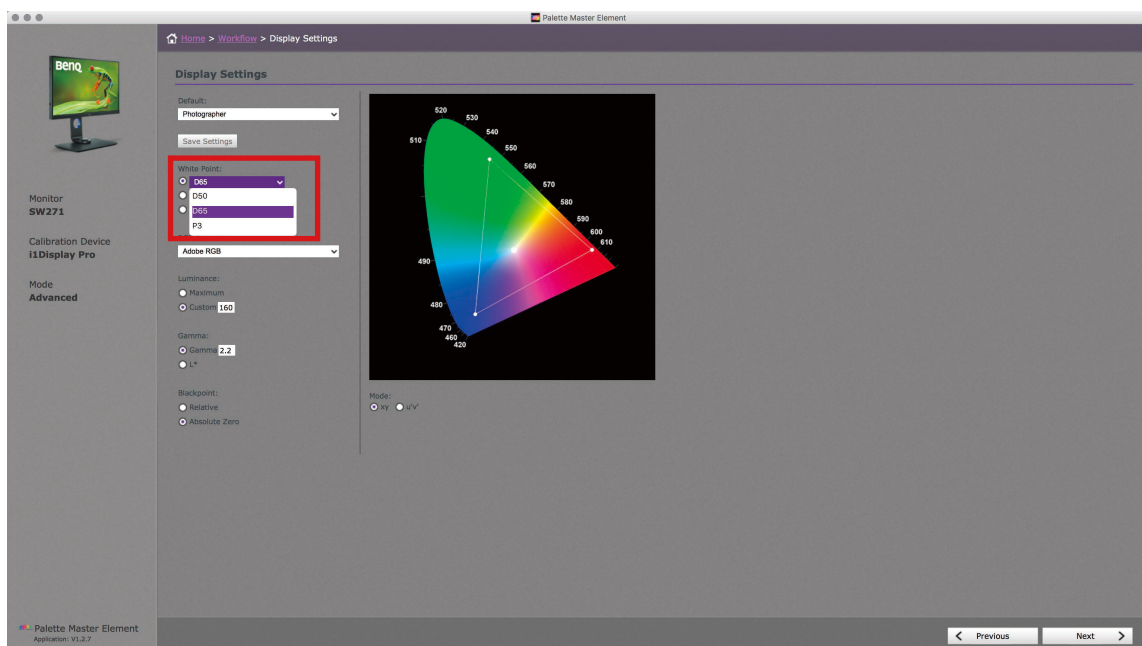 Palette Master Element
Home > Workflow > Display Settings
BenQ
Display Settings
Default:
Photographer
Save Settings
White Point:
D65
D50
D65
P3
Adobe RGB
Luminance:
Maximum
Custom 160
Gamma:
Gamma 2.2
L*
Blackpoint:
Relative
Absolute Zero
520
530
540
510
550
560
570
580
590
600
610
490
480
470
460
420
Mode:
xy u'v'
Monitor
SW271
Calibration Device
i1Display Pro
Mode
Advanced
Palette Master Element
Application: V1.2.7
Previous
Next